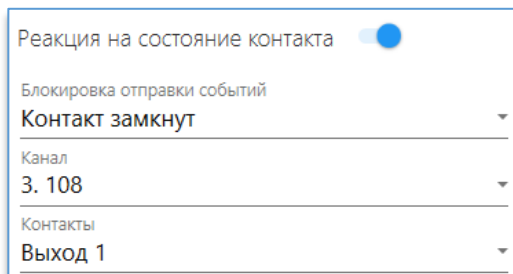 Реакция на состояние контакта
Блокировка отправки событий
Контакт замкнут
Канал
3. 108
Контакты
Выход 1